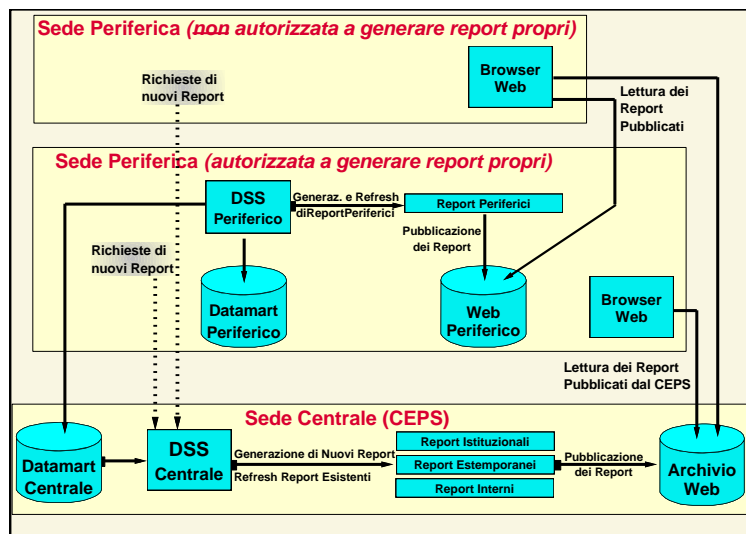 Sede Periferica (non autorizzata a generare report propri)
Richieste di
nuovi Report
Browser
Web
Lettura dei
Report
Pubblicati
Sede Periferica (autorizzata a generare report propri)
DSS
Periferico
Generaz. e Refresh
diReportPeriferici
Report Periferici
Pubblicazione
dei Report
Richieste di
nuovi Report
Datamart
Periferico
Web
Periferico
Browser
Web
Lettura dei Report
Pubblicati dal CEPS
Sede Centrale (CEPS)
Datamart
Centrale
DSS
Centrale
Generazione di Nuovi Report
Refresh Report Esistenti
Report Istituzionali
Report Estemporanei
Report Interni
Pubblicazione
dei Report
Archivio
Web